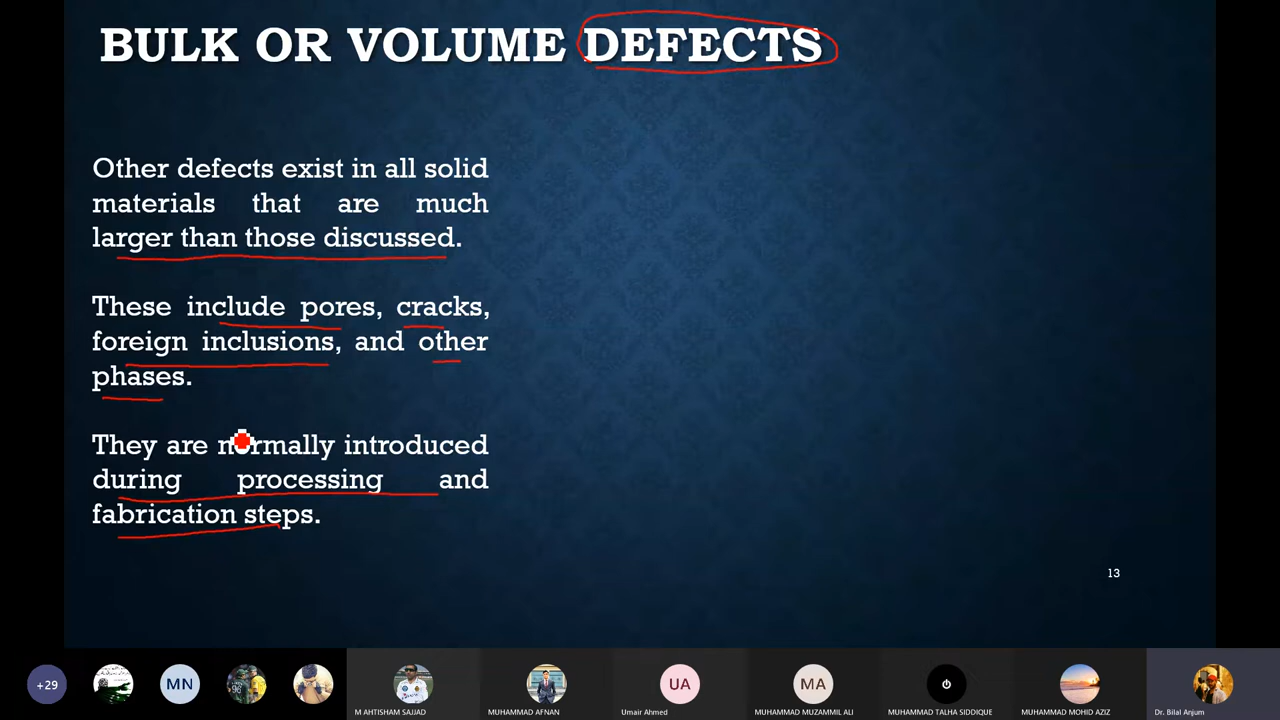 BULK OR VOLUME DEFECTS
Other defects exist in all solid
materials that are much
larger than those discussed.
These include pores, cracks,
foreign inclusions, and other
phases.
They are normally introduced
during processing and
fabrication steps.
13
+29
MN
UA
MA
M AHTISHAM SAJJAD
MUHAMMAD AFNAN
Umair Ahmed
MUHAMMAD MUZAMMIL ALI
MUHAMMAD TALHA SIDDIQUE
MUHAMMAD MOHID AZIZ
Dr. Bilal Anjum